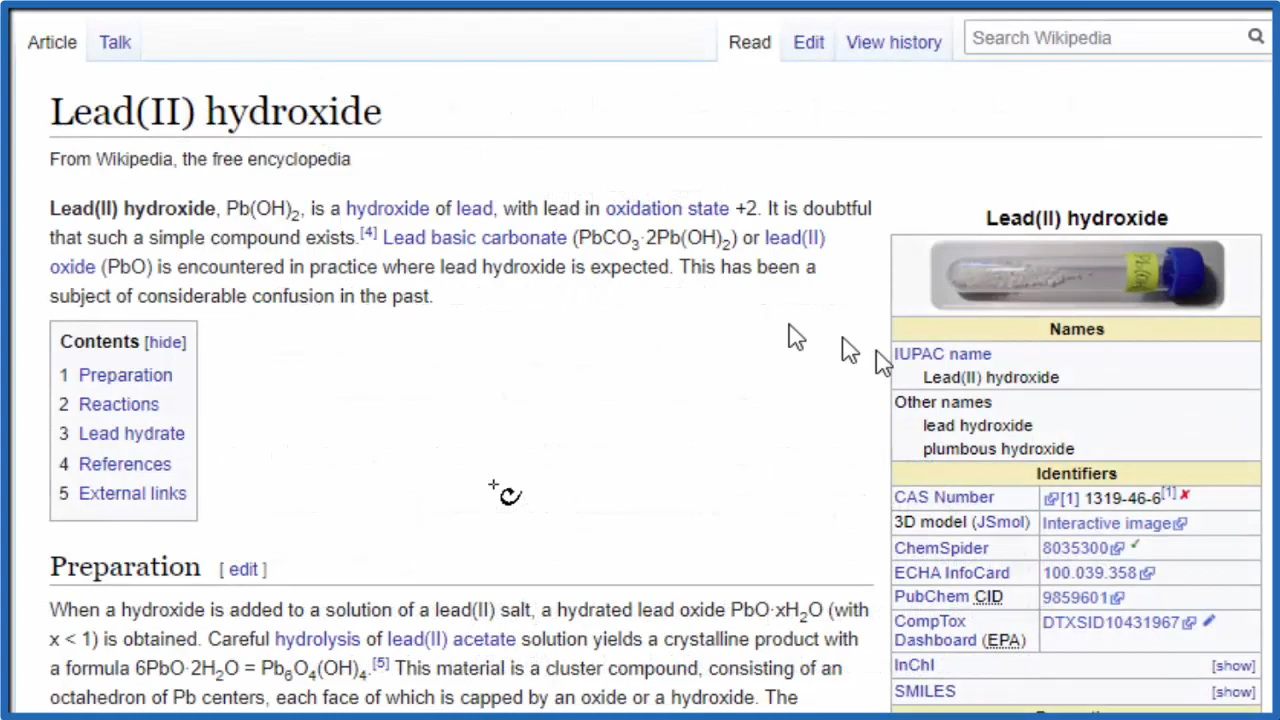 Article Talk Read Edit View history Search Wikipedia
Lead(II) hydroxide
From Wikipedia, the free encyclopedia
Lead(II) hydroxide, Pb(OH)2, is a hydroxide of lead, with lead in oxidation state +2. It is doubtful
that such a simple compound exists.[4] Lead basic carbonate (PbCO3·2Pb(OH)2) or lead(II)
oxide (PbO) is encountered in practice where lead hydroxide is expected. This has been a
subject of considerable confusion in the past.
Contents [hide]
1 Preparation
2 Reactions
3 Lead hydrate
4 References
5 External links
Preparation [ edit ]
When a hydroxide is added to a solution of a lead(II) salt, a hydrated lead oxide PbO·xH2O (with
x < 1) is obtained. Careful hydrolysis of lead(II) acetate solution yields a crystalline product with
a formula 6PbO·2H2O = Pb6O4(OH)4.[5] This material is a cluster compound, consisting of an
octahedron of Pb centers, each face of which is capped by an oxide or a hydroxide. The
Lead(II) hydroxide
Names
IUPAC name
Lead(II) hydroxide
Other names
lead hydroxide
plumbous hydroxide
Identifiers
CAS Number [1] 1319-46-6[1] ✗
3D model (JSmol) Interactive image
ChemSpider 8035300 ✓
ECHA InfoCard 100.039.358
PubChem CID 9859601
CompTox DTXSID10431967
Dashboard (EPA)
InChI [show]
SMILES [show]